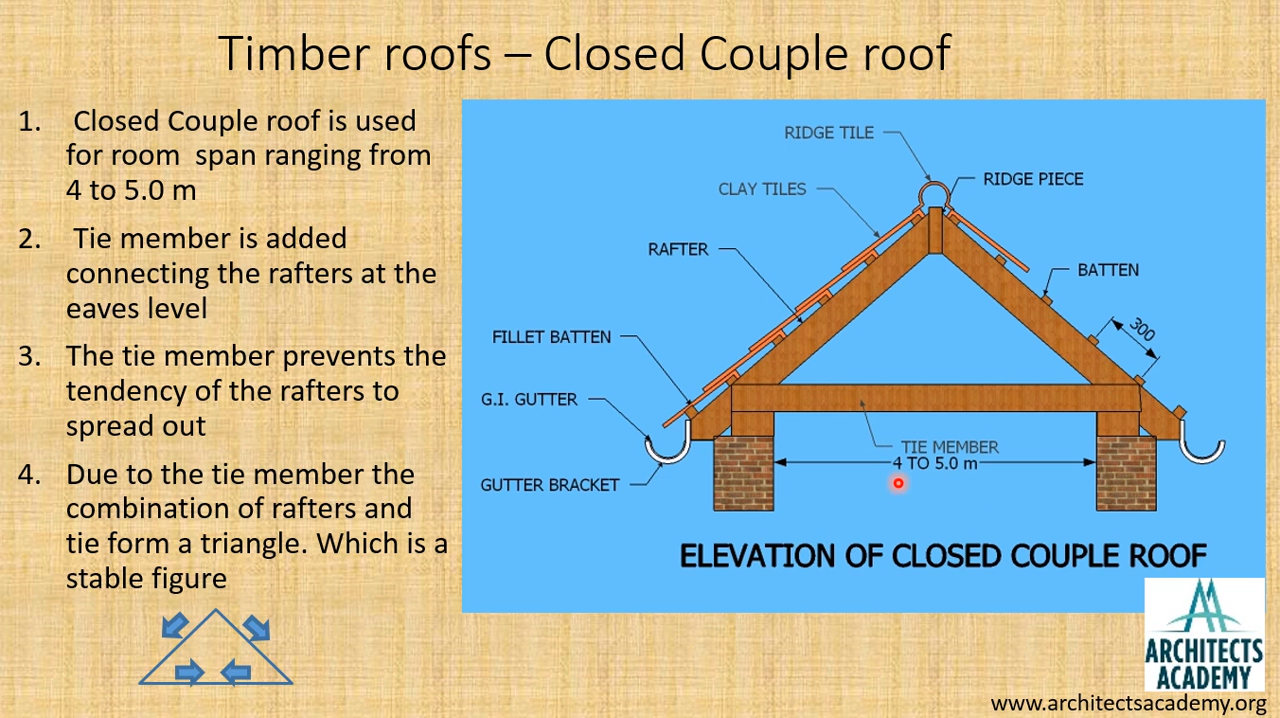 Timber roofs – Closed Couple roof
1. Closed Couple roof is used
for room span ranging from
4 to 5.0 m
2. Tie member is added
connecting the rafters at the
eaves level
3. The tie member prevents the
tendency of the rafters to
spread out
4. Due to the tie member the
combination of rafters and
tie form a triangle. Which is a
stable figure
RIDGE TILE
RIDGE PIECE
CLAY TILES
RAFTER
BATTEN
300
FILLET BATTEN
G.I. GUTTER
TIE MEMBER
4 TO 5.0 m
GUTTER BRACKET
ELEVATION OF CLOSED COUPLE ROOF
ARCHITECTS
ACADEMY
www.architectsacademy.org